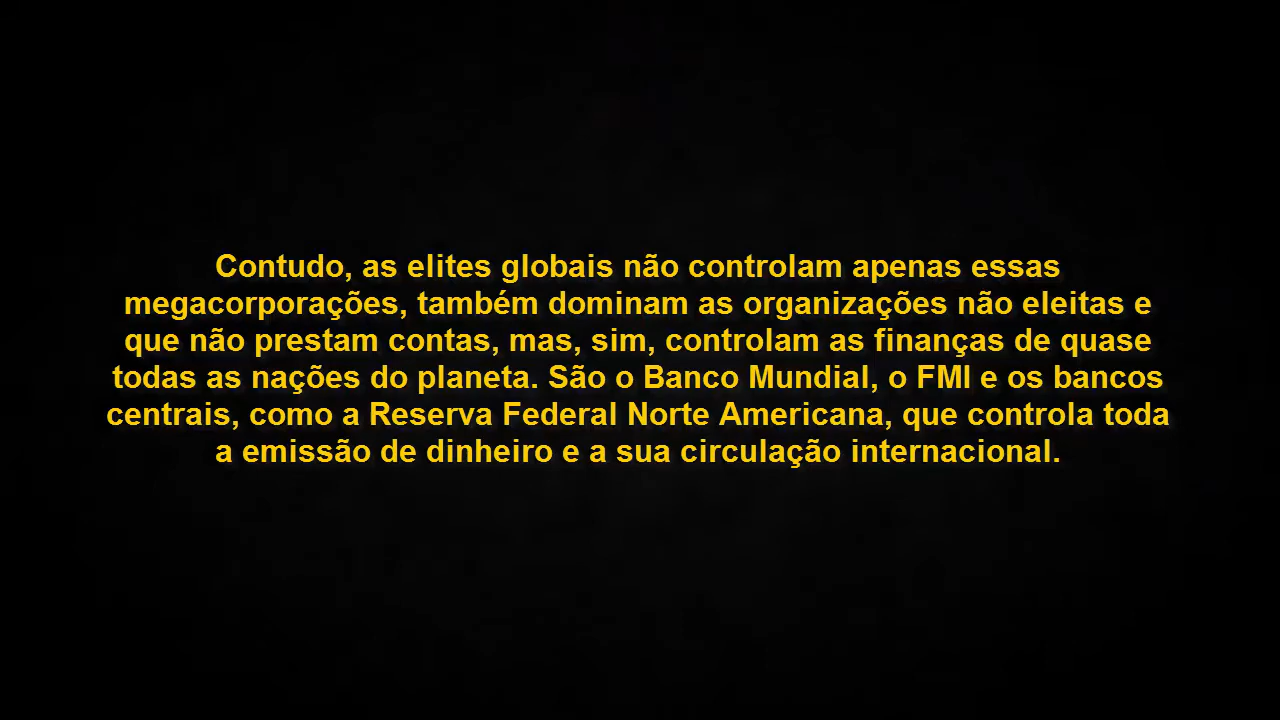 Contudo, as elites globais não controlam apenas essas
megacorporações, também dominam as organizações não eleitas e
que não prestam contas, mas, sim, controlam as finanças de quase
todas as nações do planeta. São o Banco Mundial, o FMI e os bancos
centrais, como a Reserva Federal Norte Americana, que controla toda
a emissão de dinheiro e a sua circulação internacional.